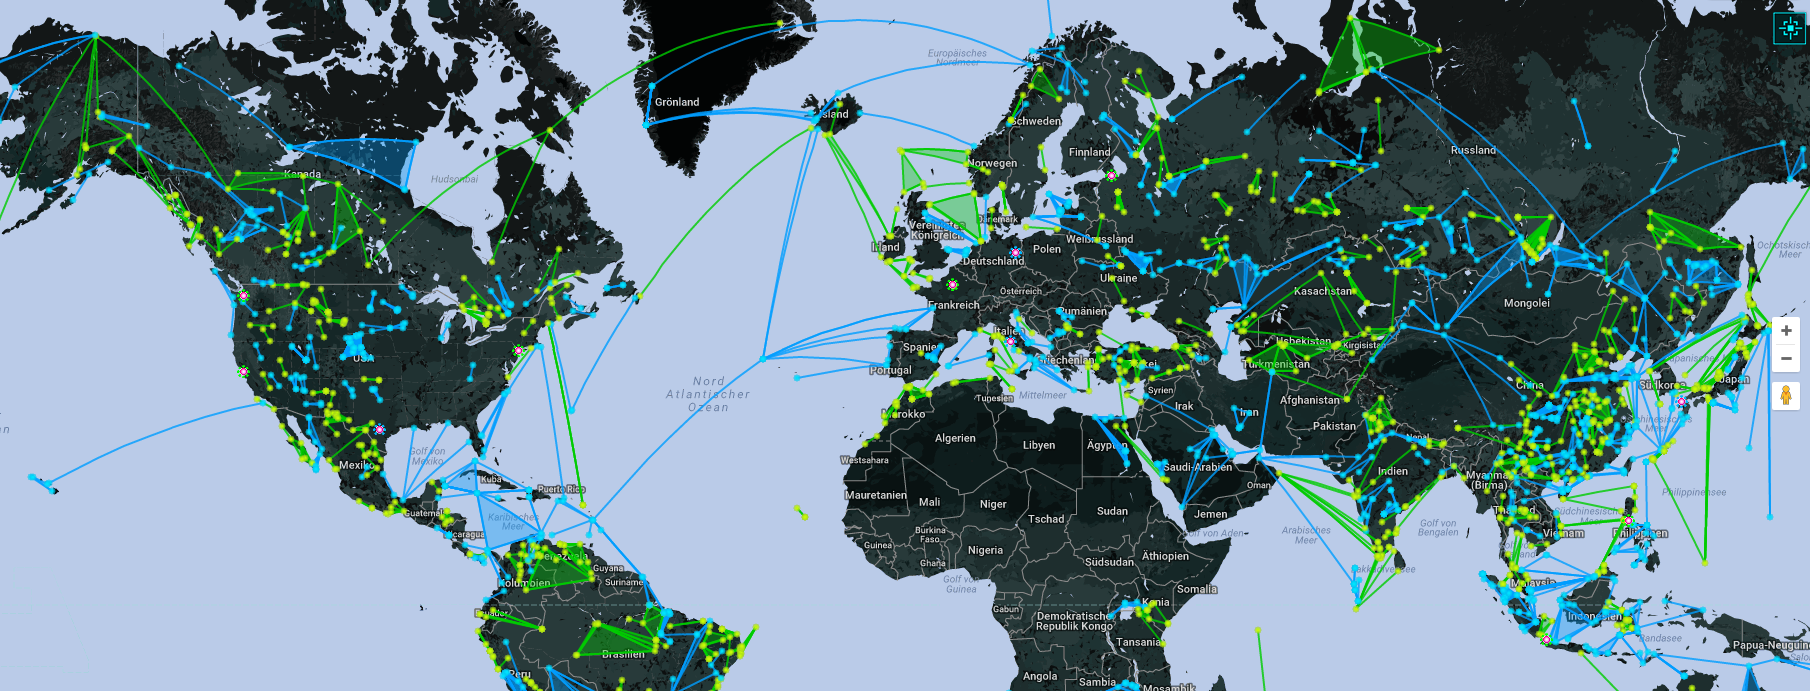 Europäisches
Nordmeer
Grönland
Island
Schweden
Finnland
Russland
Norwegen
Kanada
Hudsonbai
Dänemark
Vereinigtes
Königreich
Irland
Polen
Weißrussland
Deutschland
Ochotskisch
Meer
Ukraine
Österreich
Kasachstan
Mongolei
Frankreich
Rumänien
Italien
Usbekistan
Kirgisistan
USA
Spanien
Griechenland
Portugal
Turkmenistan
Nord
Atlantischer
Ozean
China
Südkorea
Japan
Syrien
Tunesien
Mittelmeer
Afghanistan
Marokko
Irak
Iran
Pakistan
Nepal
Algerien
Libyen
Ägypten
Golf von
Mexiko
Mexiko
Westsahara
Saudi-Arabien
Indien
Myanmar
(Birma)
Kuba
Puerto Rico
Oman
Mauretanien
Mali
Niger
Tschad
Sudan
Jemen
Philippinensee
Guatemala
Karibisches
Meer
Nicaragua
Burkina
Faso
Golf von Aden
Arabisches
Meer
Golf von
Bengalen
Thailand
Südchinesisches
Meer
Vietnam
Philippinen
Guinea
Nigeria
Äthiopien
Venezuela
Ghana
Südsudan
Guyana
Kolumbien
Suriname
Golf von
Guinea
Somalia
Lakkadivensee
Malaysia
Ecuador
Gabun
Kenia
Demokratische
Republik Kongo
Indonesien
Tansania
Bandasee
Papua-Neuguin
Brasilien
Peru
Angola
Sambia
Mosambik